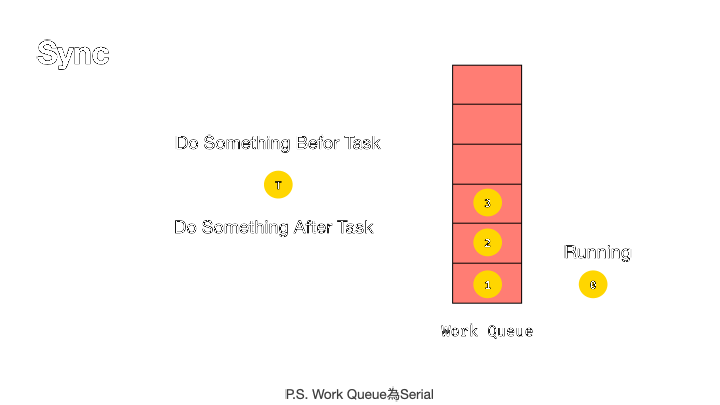 Sync
Do Something Befor Task
T
Do Something After Task
3
2
1
Running
0
Work Queue
P.S. Work Queue為Serial